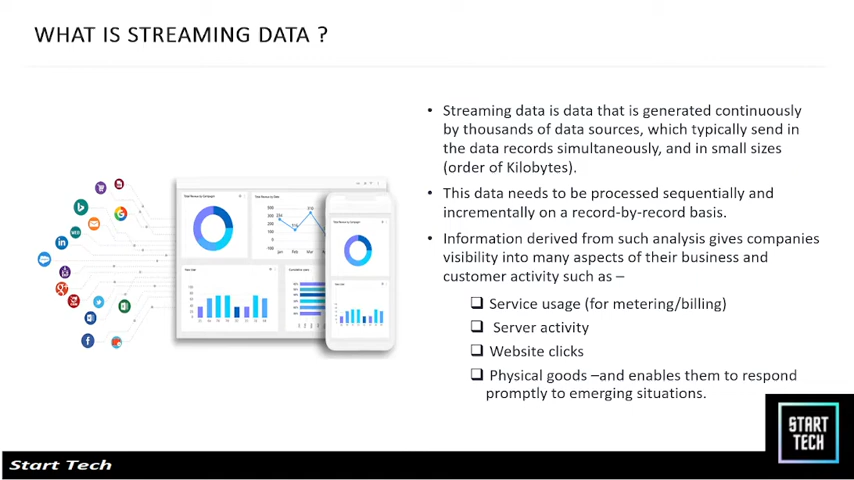 WHAT IS STREAMING DATA ?
• Streaming data is data that is generated continuously
by thousands of data sources, which typically send in
the data records simultaneously, and in small sizes
(order of Kilobytes).
• This data needs to be processed sequentially and
incrementally on a record-by-record basis.
• Information derived from such analysis gives companies
visibility into many aspects of their business and
customer activity such as –
❑ Service usage (for metering/billing)
❑ Server activity
❑ Website clicks
❑ Physical goods –and enables them to respond
promptly to emerging situations.
START
TECH
Start Tech